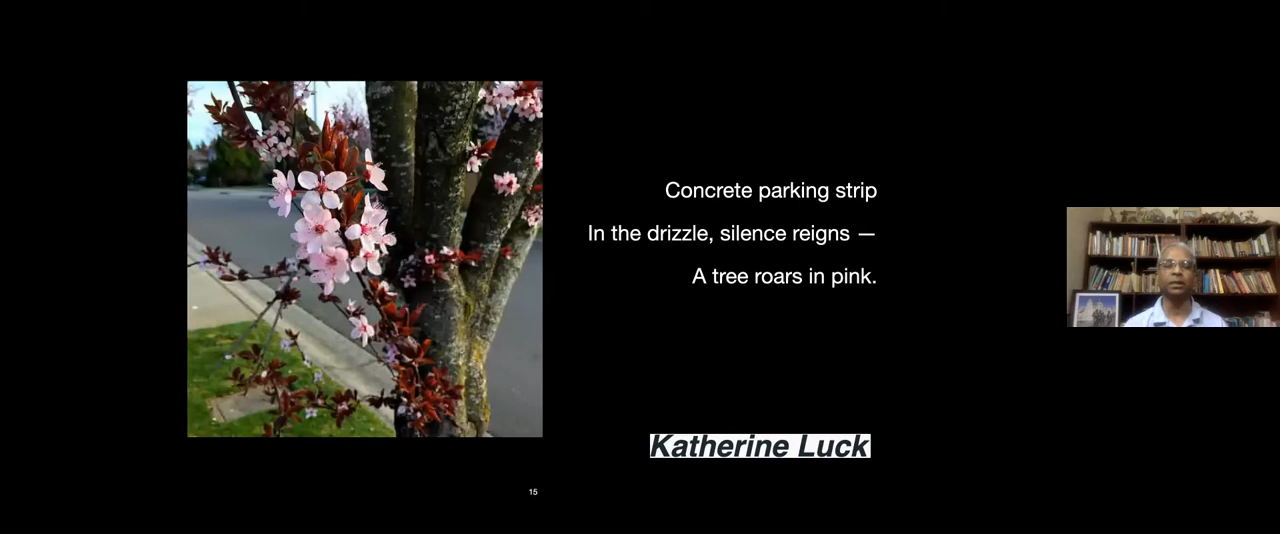 Concrete parking strip
In the drizzle, silence reigns —
A tree roars in pink.
Katherine Luck
15